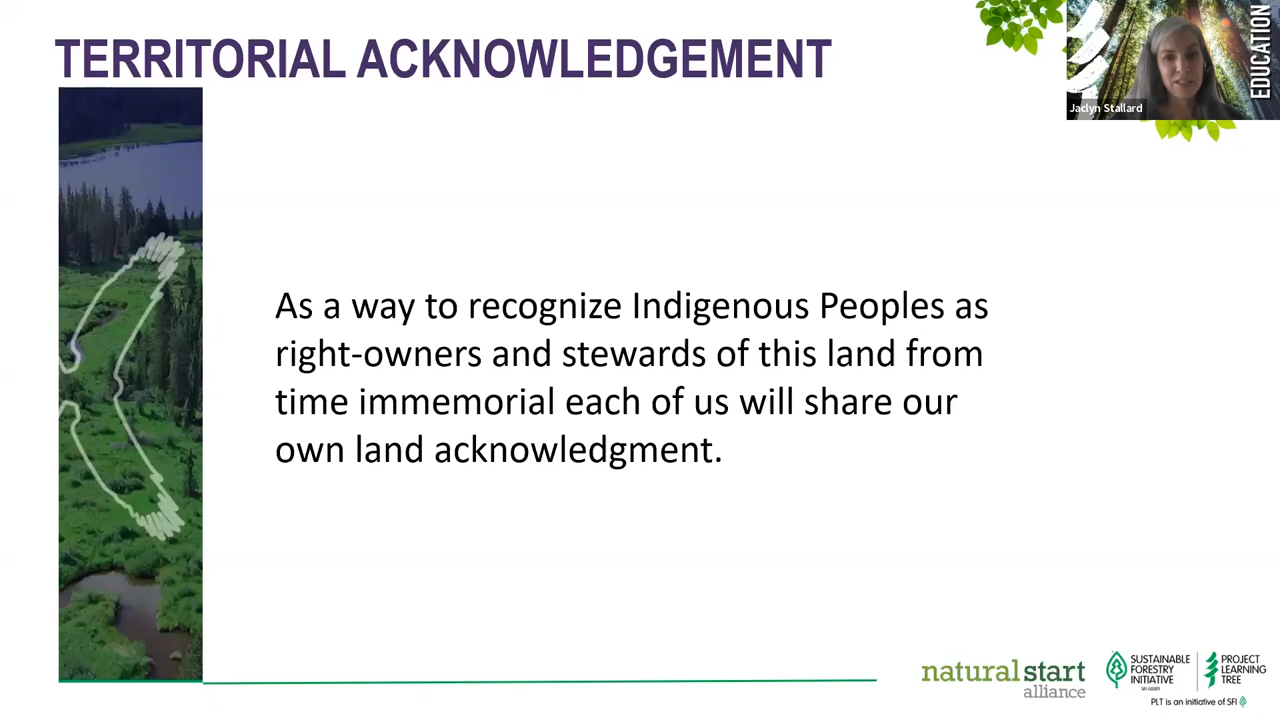 TERRITORIAL ACKNOWLEDGEMENT
EDUCATION
Jaclyn Stallard
As a way to recognize Indigenous Peoples as
right-owners and stewards of this land from
time immemorial each of us will share our
own land acknowledgment.
naturalstart
alliance
SUSTAINABLE
FORESTRY
INITIATIVE
PROJECT
LEARNING
TREE
PLT is an initiative of SFI